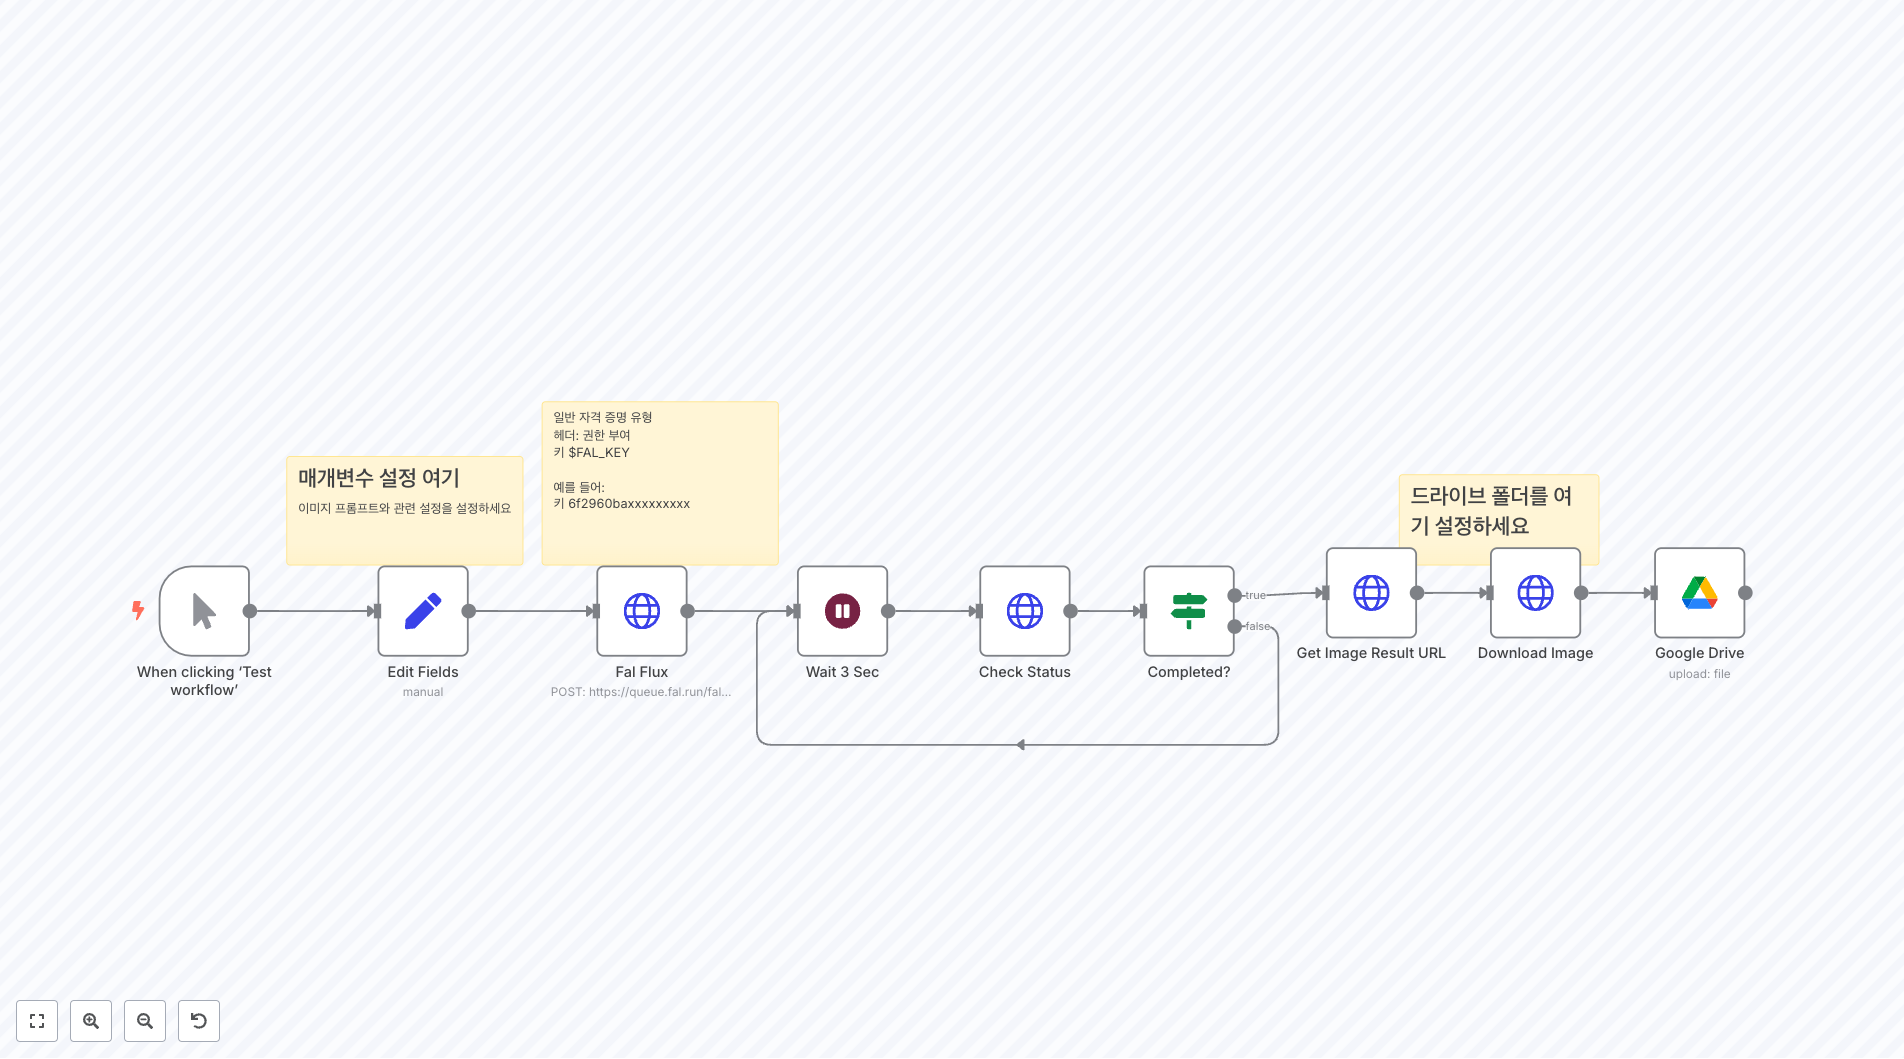 매개변수 설정 여기
이미지 프롬프트와 관련 설정을 설정하세요
일반 자격 증명 유형
헤더: 권한 부여
키 $FAL_KEY
예를 들어:
키 6f2960baxxxxxxxxx
드라이브 폴더를 여
기 설정하세요
When clicking ‘Test
workflow’
Edit Fields
manual
Fal Flux
POST: https://queue.fal.run/fal...
Wait 3 Sec
Check Status
Completed?
true
false
Get Image Result URL
Download Image
Google Drive
upload: file